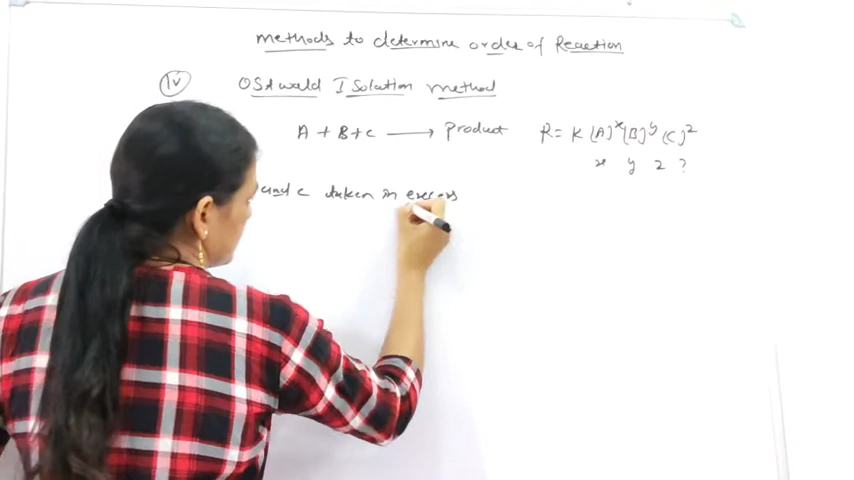 methods to determine order of Reaction
IV OStwald ISolation method
A + B+C ⟶ Product R= K [A]^x [B]^y [C]^z
x y z ?
and c taken in excess